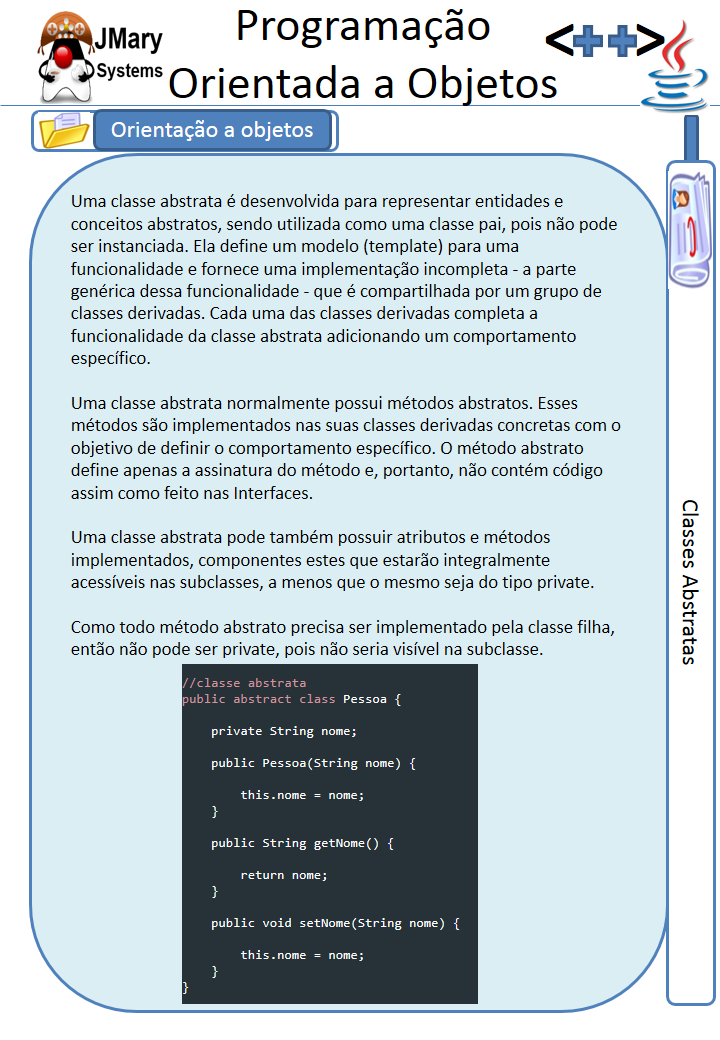 JMary
Systems
Programação
Orientada a Objetos
<++>
Orientação a objetos
Uma classe abstrata é desenvolvida para representar entidades e
conceitos abstratos, sendo utilizada como uma classe pai, pois não pode
ser instanciada. Ela define um modelo (template) para uma
funcionalidade e fornece uma implementação incompleta - a parte
genérica dessa funcionalidade - que é compartilhada por um grupo de
classes derivadas. Cada uma das classes derivadas completa a
funcionalidade da classe abstrata adicionando um comportamento
específico.
Uma classe abstrata normalmente possui métodos abstratos. Esses
métodos são implementados nas suas classes derivadas concretas com o
objetivo de definir o comportamento específico. O método abstrato
define apenas a assinatura do método e, portanto, não contém código
assim como feito nas Interfaces.
Uma classe abstrata pode também possuir atributos e métodos
implementados, componentes estes que estarão integralmente
acessíveis nas subclasses, a menos que o mesmo seja do tipo private.
Como todo método abstrato precisa ser implementado pela classe filha,
então não pode ser private, pois não seria visível na subclasse.
//classe abstrata
public abstract class Pessoa {
private String nome;
public Pessoa(String nome) {
this.nome = nome;
}
public String getNome() {
return nome;
}
public void setNome(String nome) {
this.nome = nome;
}
}
Classes Abstratas